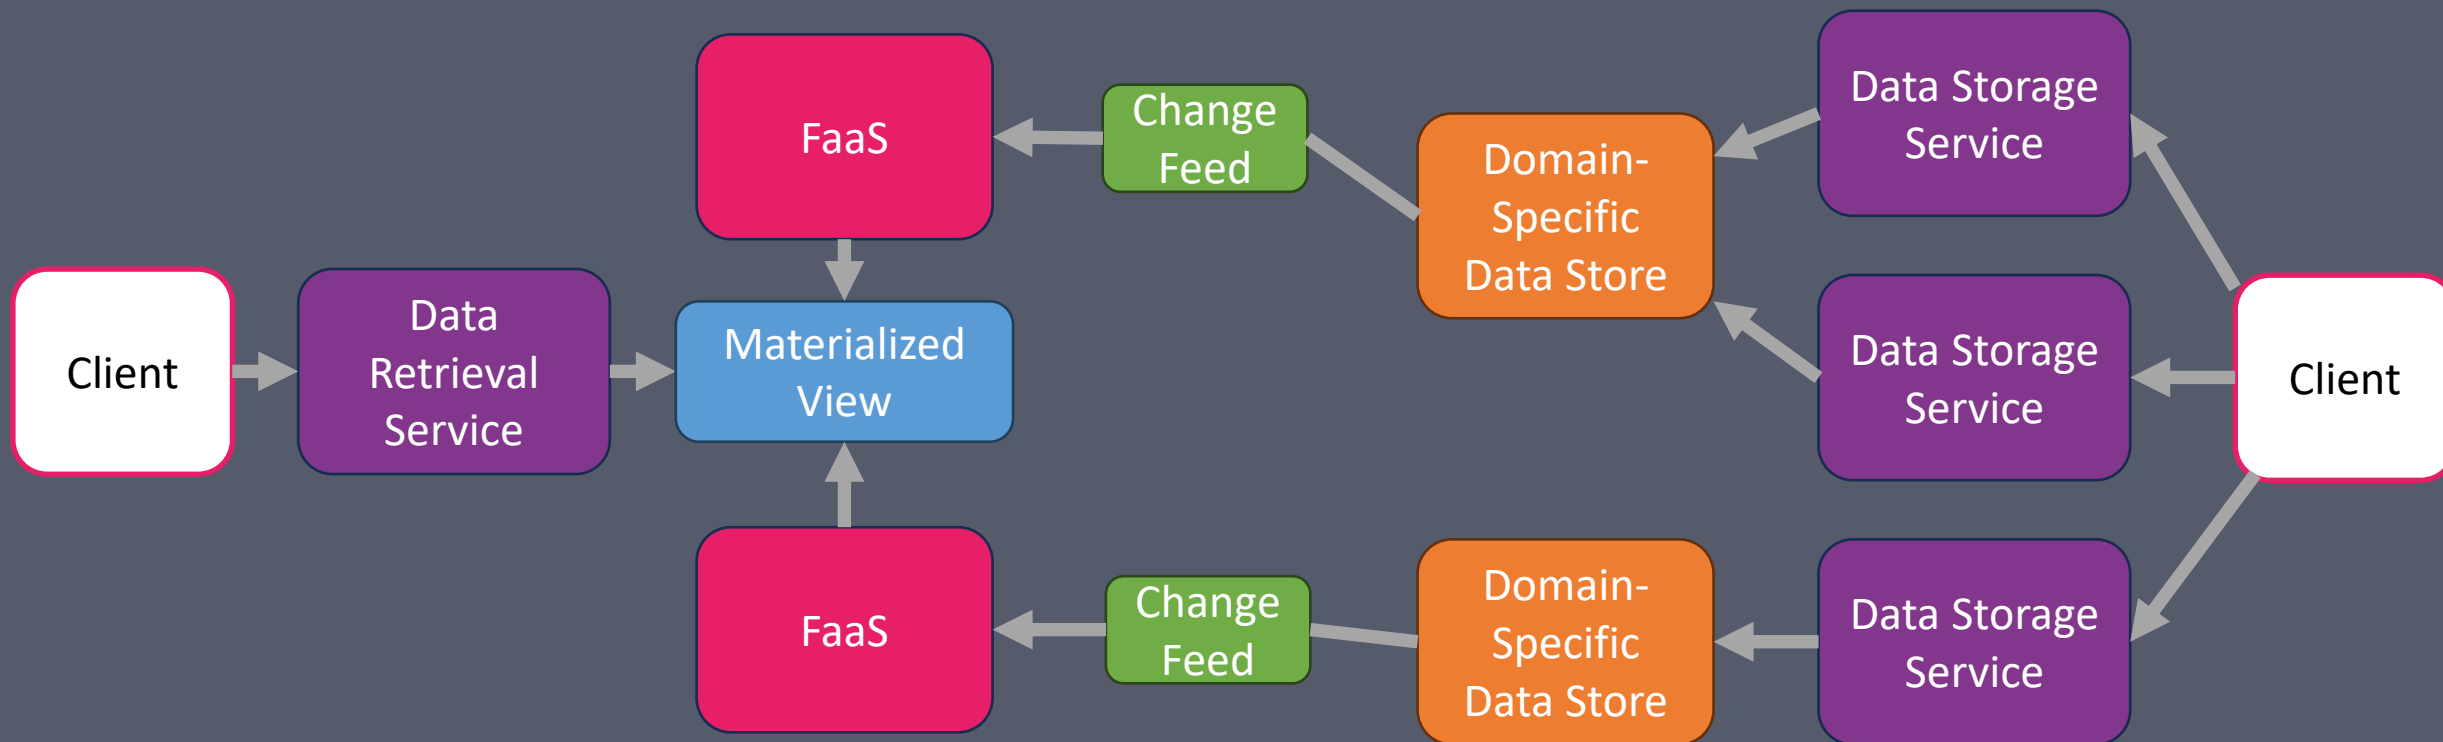 FaaS
Change
Feed
Domain-
Specific
Data Store
Data Storage
Service
Client
Data
Retrieval
Service
Materialized
View
Data Storage
Service
Client
FaaS
Change
Feed
Domain-
Specific
Data Store
Data Storage
Service